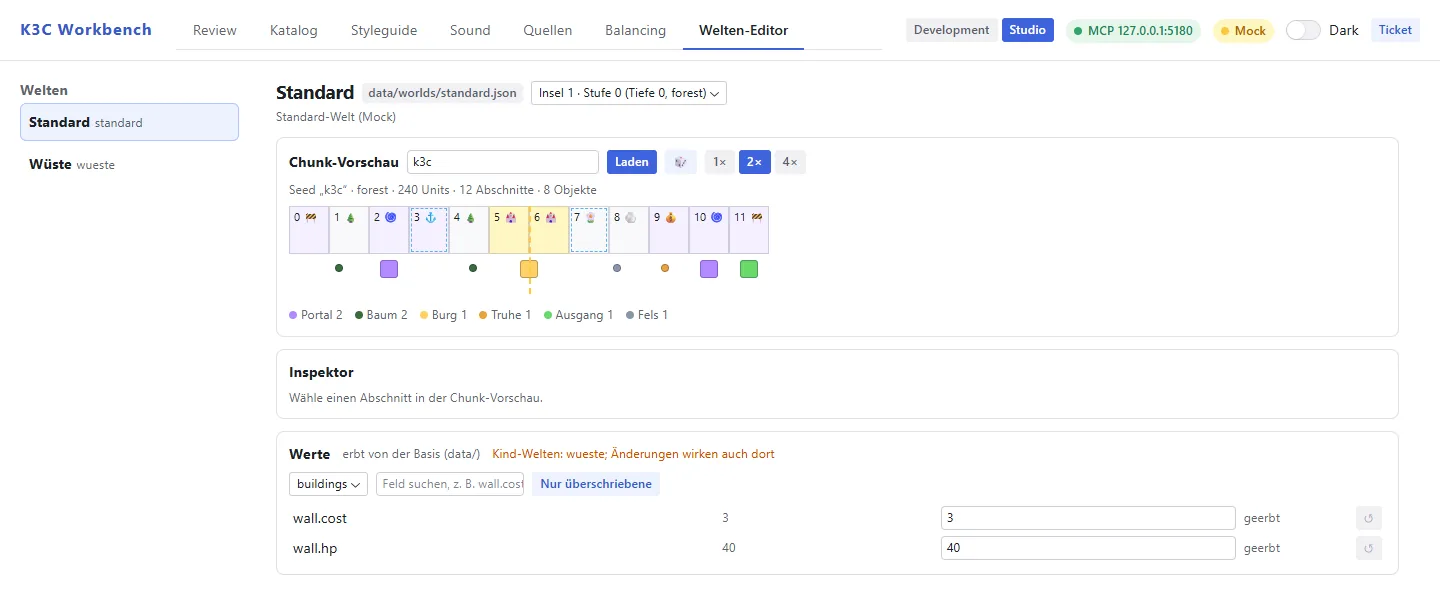 K3C Workbench Review Katalog Styleguide Sound Quellen Balancing Welten-Editor Development Studio MCP 127.0.0.1:5180 Mock Dark Ticket
Welten
Standard standard
Wüste wueste
Standard data/worlds/standard.json Insel 1 · Stufe 0 (Tiefe 0, forest)
Standard-Welt (Mock)
Chunk-Vorschau k3c Laden 1× 2× 4×
Seed „k3c“ · forest · 240 Units · 12 Abschnitte · 8 Objekte
0 1 2 3 4 5 6 7 8 9 10 11
Portal 2 Baum 2 Burg 1 Truhe 1 Ausgang 1 Fels 1
Inspektor
Wähle einen Abschnitt in der Chunk-Vorschau.
Werte erbt von der Basis (data/) Kind-Welten: wueste; Änderungen wirken auch dort
buildings Feld suchen, z. B. wall.cost Nur überschriebene
wall.cost 3 3 geerbt
wall.hp 40 40 geerbt